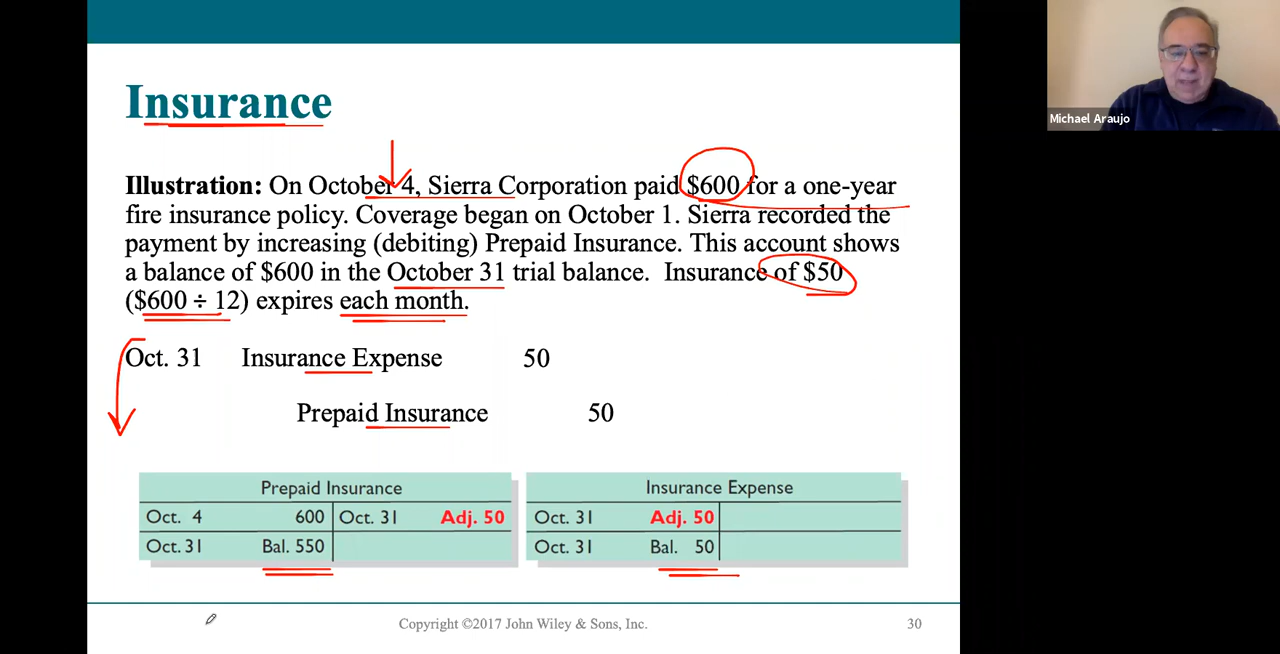 Insurance
Michael Araujo
Illustration: On October 4, Sierra Corporation paid $600 for a one-year
fire insurance policy. Coverage began on October 1. Sierra recorded the
payment by increasing (debiting) Prepaid Insurance. This account shows
a balance of $600 in the October 31 trial balance. Insurance of $50
($600 ÷ 12) expires each month.
Oct. 31 Insurance Expense 50
Prepaid Insurance 50
Prepaid Insurance
Oct. 4 600 Oct. 31 Adj. 50
Oct. 31 Bal. 550
Insurance Expense
Oct. 31 Adj. 50
Oct. 31 Bal. 50
Copyright ©2017 John Wiley & Sons, Inc.
30